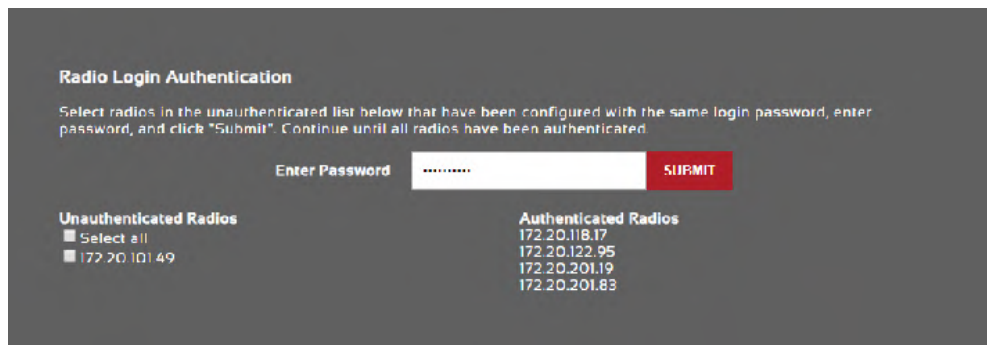 Radio Login Authentication
Select radios in the unauthenticated list below that have been configured with the same login password, enter
password, and click "Submit". Continue until all radios have been authenticated.
Enter Password •••••••••• SUBMIT
Unauthenticated Radios
Select all
172.20.101.49
Authenticated Radios
172.20.118.17
172.20.122.95
172.20.201.19
172.20.201.83